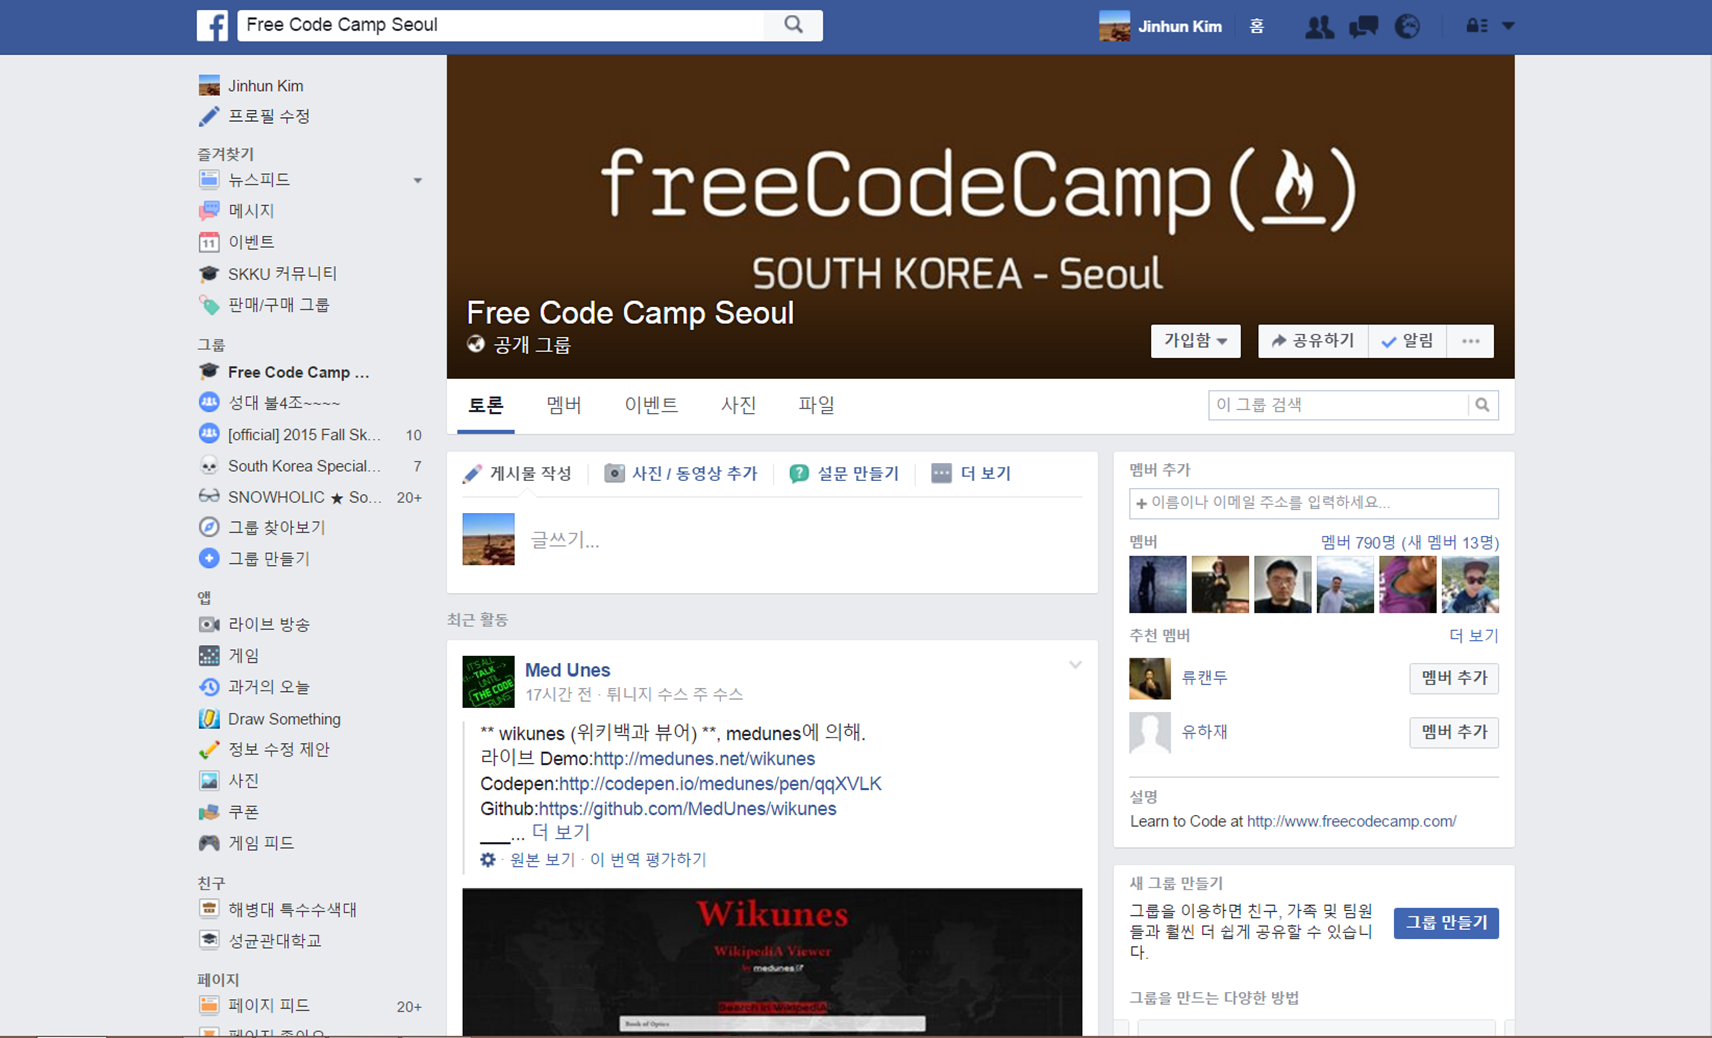 Free Code Camp Seoul
Jinhun Kim
홈
Jinhun Kim
프로필 수정
즐겨찾기
뉴스피드
메시지
11 이벤트
SKKU 커뮤니티
판매/구매 그룹
그룹
Free Code Camp ...
성대 불4조~~~~
[official] 2015 Fall Sk... 10
South Korea Special... 7
SNOWHOLIC ★ So... 20+
그룹 찾아보기
그룹 만들기
앱
라이브 방송
게임
과거의 오늘
Draw Something
정보 수정 제안
사진
쿠폰
게임 피드
친구
해병대 특수수색대
성균관대학교
페이지
페이지 피드 20+
freeCodeCamp( )
SOUTH KOREA - Seoul
Free Code Camp Seoul
공개 그룹
가입함
공유하기
알림
토론 멤버 이벤트 사진 파일
이 그룹 검색
게시물 작성
사진 / 동영상 추가
설문 만들기
더 보기
글쓰기...
최근 활동
IT'S ALL
TALK
UNTIL
THE CODE
RUNS
Med Unes
17시간 전 · 튀니지 수스 주 수스
** wikunes (위키백과 뷰어) **, medunes에 의해.
라이브 Demo:http://medunes.net/wikunes
Codepen:http://codepen.io/medunes/pen/qqXVLK
Github:https://github.com/MedUnes/wikunes
___... 더 보기
· 원본 보기 · 이 번역 평가하기
Wikunes
WikipediA Viewer
by medunes
Search in WikipediA
Book of Optics
멤버 추가
+ 이름이나 이메일 주소를 입력하세요...
멤버
멤버 790명 (새 멤버 13명)
추천 멤버
더 보기
류캔두
멤버 추가
유하재
멤버 추가
설명
Learn to Code at http://www.freecodecamp.com/
새 그룹 만들기
그룹을 이용하면 친구, 가족 및 팀원
들과 훨씬 더 쉽게 공유할 수 있습니
다.
그룹 만들기
그룹을 만드는 다양한 방법